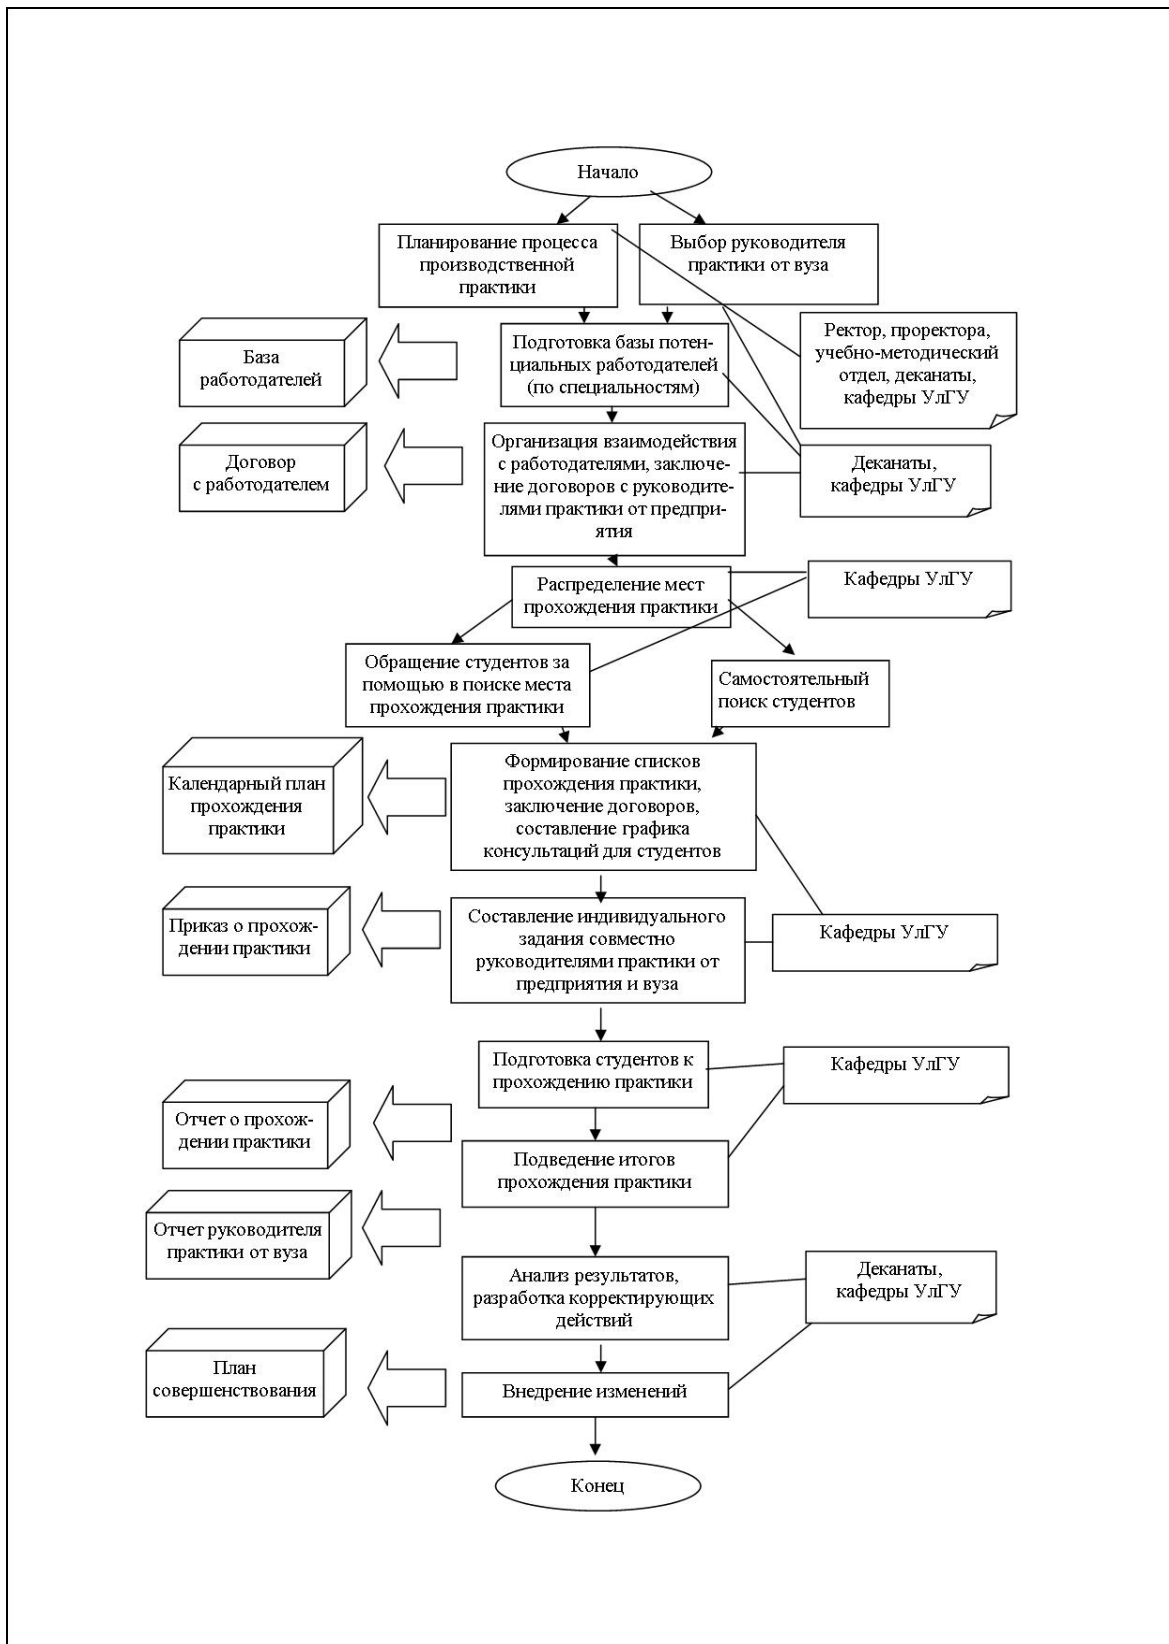 Начало
Планирование процесса
производственной
практики
Выбор руководителя
практики от вуза
Ректор, проректора,
учебно-методический
отдел, деканаты,
кафедры УлГУ
База
работодателей
Подготовка базы потен-
циальных работодателей
(по специальностям)
Договор
с работодателем
Организация взаимодействия
с работодателями, заключе-
ние договоров с руководите-
лями практики от предпри-
ятия
Деканаты,
кафедры УлГУ
Распределение мест
прохождения практики
Кафедры УлГУ
Обращение студентов за
помощью в поиске места
прохождения практики
Самостоятельный
поиск студентов
Календарный план
прохождения
практики
Формирование списков
прохождения практики,
заключение договоров,
составление графика
консультаций для студентов
Приказ о прохож-
дении практики
Составление индивидуального
задания совместно
руководителями практики от
предприятия и вуза
Кафедры УлГУ
Подготовка студентов к
прохождению практики
Кафедры УлГУ
Отчет о прохож-
дении практики
Подведение итогов
прохождения практики
Отчет руководителя
практики от вуза
Анализ результатов,
разработка корректирующих
действий
Деканаты,
кафедры УлГУ
План
совершенствования
Внедрение изменений
Конец